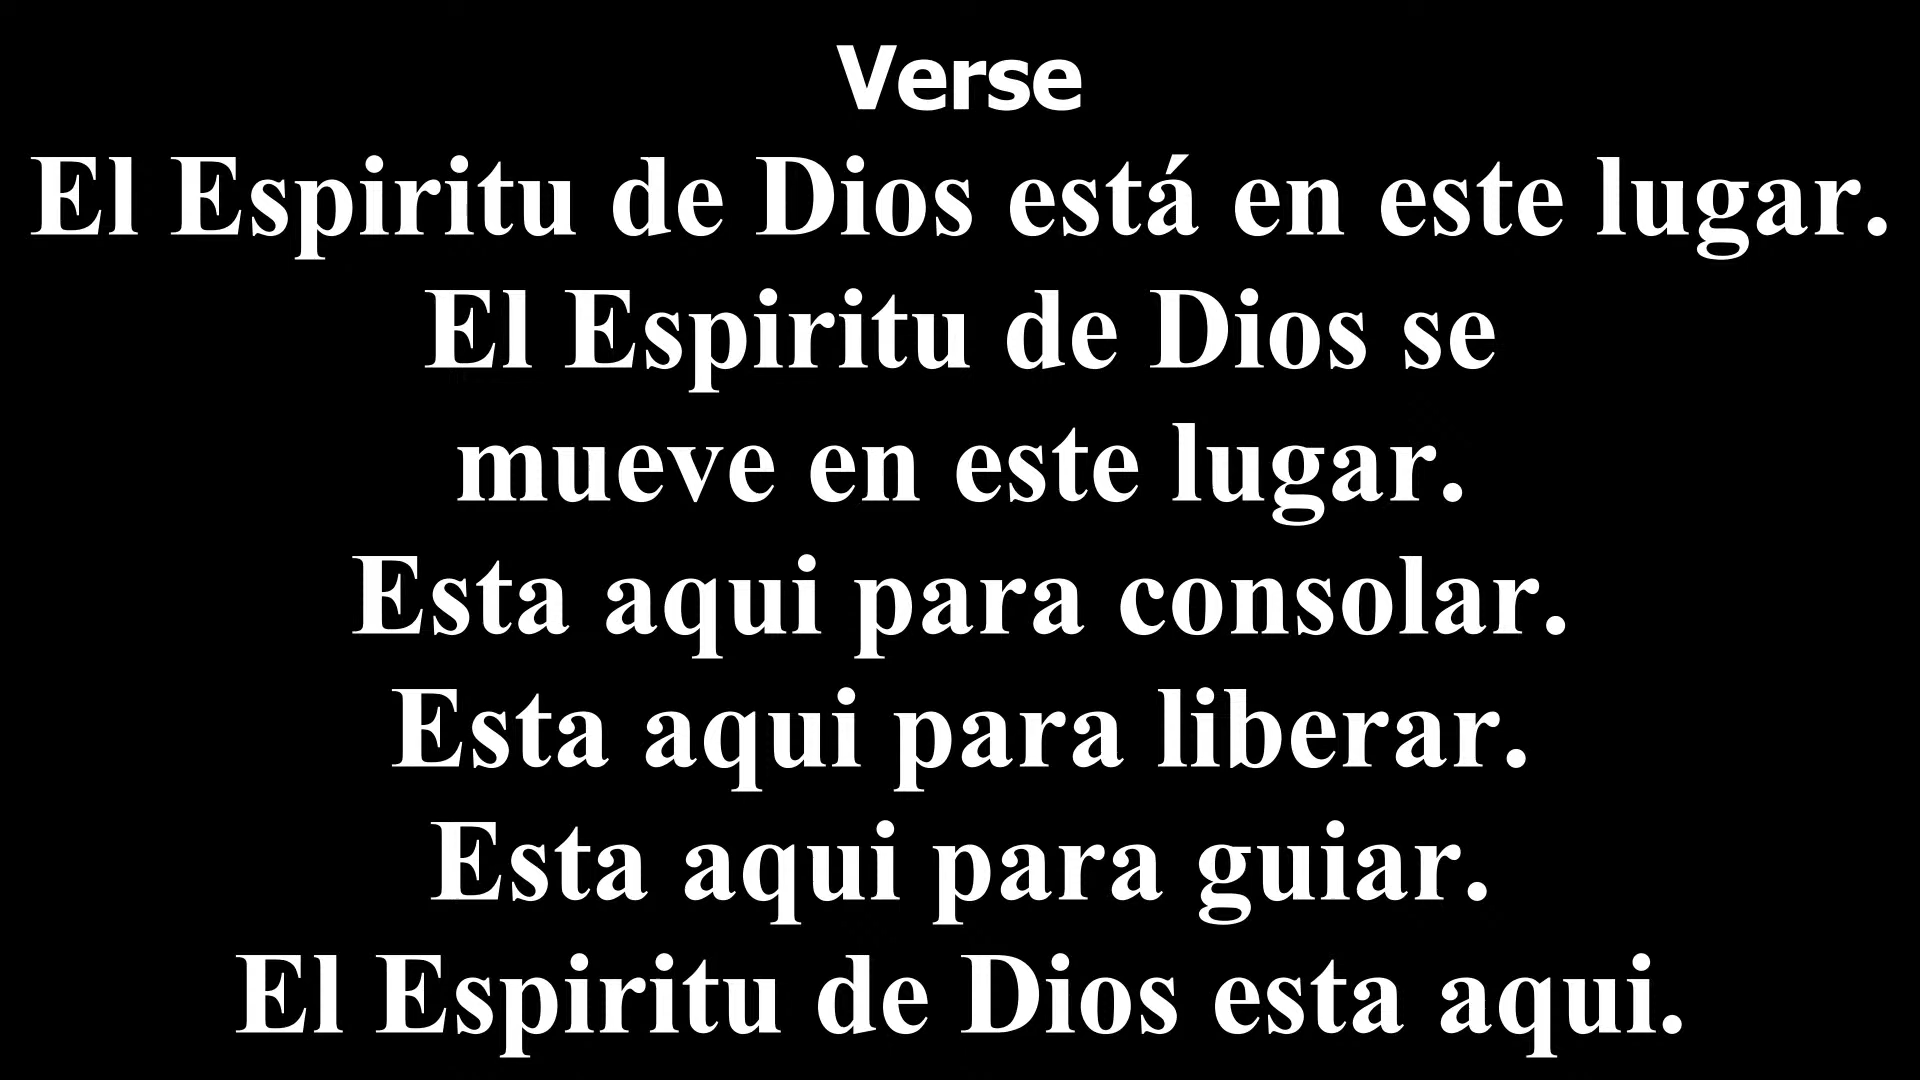 Verse
El Espiritu de Dios está en este lugar.
El Espiritu de Dios se
mueve en este lugar.
Esta aqui para consolar.
Esta aqui para liberar.
Esta aqui para guiar.
El Espiritu de Dios esta aqui.